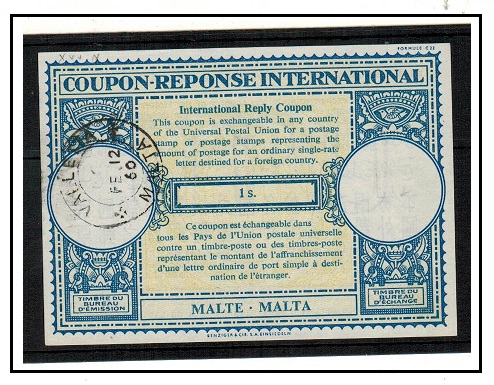 FORMULE C22
COUPON-REPONSE INTERNATIONAL
International Reply Coupon
This coupon is exchangeable in any country
of the Universal Postal Union for a postage
stamp or postage stamps representing the
amount of postage for an ordinary single-rate
letter destined for a foreign country.
1 s.
Ce coupon est échangeable dans
tous les Pays de l'Union postale universelle
contre un timbre-poste ou des timbres-poste
représentant le montant de l'affranchissement
d'une lettre ordinaire de port simple à desti-
nation de l'étranger.
VALLETTA
FE 12
60
MALTA
TIMBRE DU
BUREAU
D'ÉMISSION
MALTE - MALTA
TIMBRE DU
BUREAU
D'ÉCHANGE
BENZIGER & CIE. S.A. EINSIEDELN